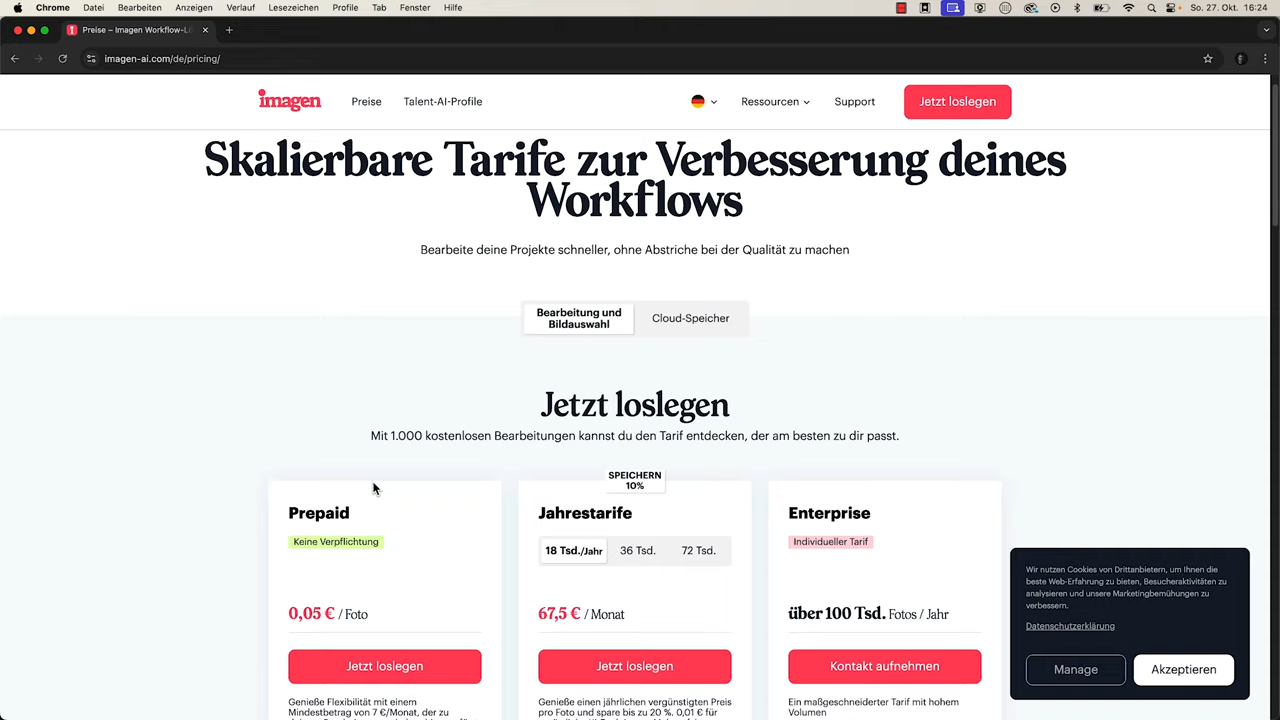 Chrome Datei Bearbeiten Anzeigen Verlauf Lesezeichen Profile Tab Fenster Hilfe So. 27. Okt. 16:24
Preise – Imagen Workflow-Lö
imagen-ai.com/de/pricing/
imagen Preise Talent-AI-Profile Ressourcen Support Jetzt loslegen
Skalierbare Tarife zur Verbesserung deines
Workflows
Bearbeite deine Projekte schneller, ohne Abstriche bei der Qualität zu machen
Bearbeitung und
Bildauswahl
Cloud-Speicher
Jetzt loslegen
Mit 1.000 kostenlosen Bearbeitungen kannst du den Tarif entdecken, der am besten zu dir passt.
Prepaid
Keine Verpflichtung
0,05 € / Foto
Jetzt loslegen
Genieße Flexibilität mit einem
Mindestbetrag von 7 €/Monat, der zu
SPEICHERN
10%
Jahrestarife
18 Tsd./Jahr 36 Tsd. 72 Tsd.
67,5 € / Monat
Jetzt loslegen
Genieße einen jährlichen vergünstigten Preis
pro Foto und spare bis zu 20 %. 0,01 € für
Enterprise
Individueller Tarif
über 100 Tsd. Fotos / Jahr
Kontakt aufnehmen
Ein maßgeschneiderter Tarif mit hohem
Volumen
Wir nutzen Cookies von Drittanbietern, um Ihnen die
beste Web-Erfahrung zu bieten, Besucheraktivitäten zu
analysieren und unsere Marketingbemühungen zu
verbessern.
Datenschutzerklärung
Manage Akzeptieren